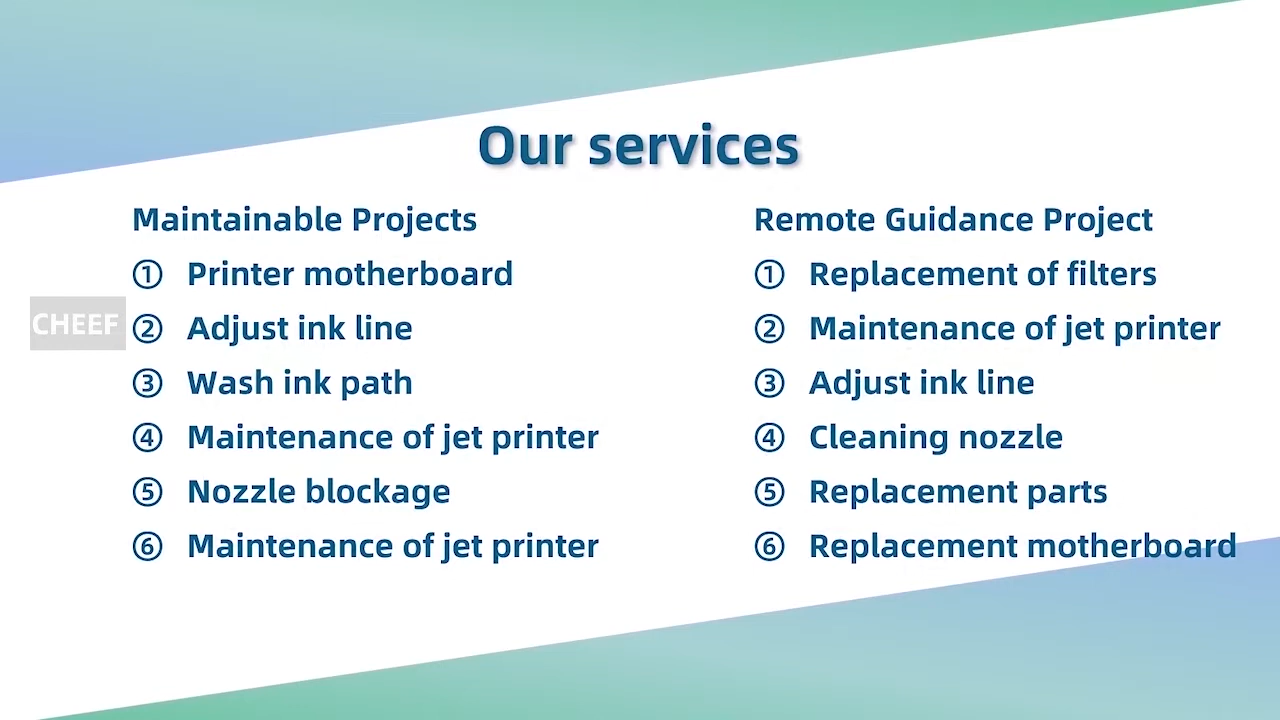 Our services
Maintainable Projects
① Printer motherboard
② Adjust ink line
③ Wash ink path
④ Maintenance of jet printer
⑤ Nozzle blockage
⑥ Maintenance of jet printer
Remote Guidance Project
① Replacement of filters
② Maintenance of jet printer
③ Adjust ink line
④ Cleaning nozzle
⑤ Replacement parts
⑥ Replacement motherboard
CHEEF